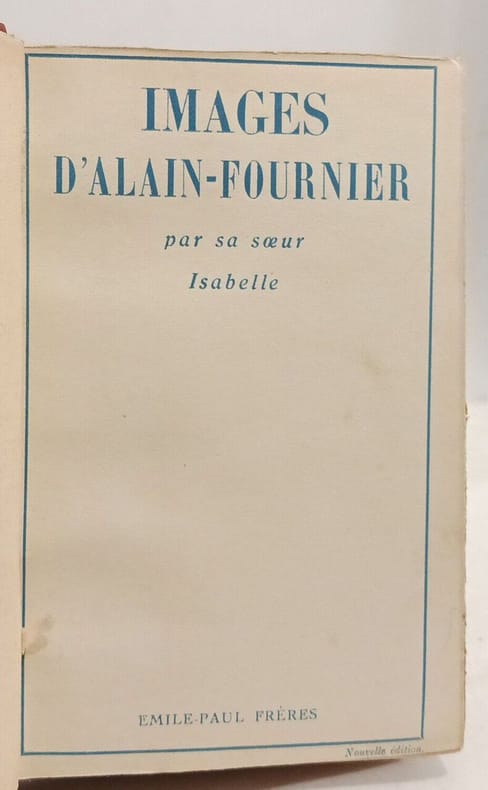 IMAGES
D'ALAIN-FOURNIER
par sa sœur
Isabelle
EMILE-PAUL FRÈRES
Nouvelle édition.